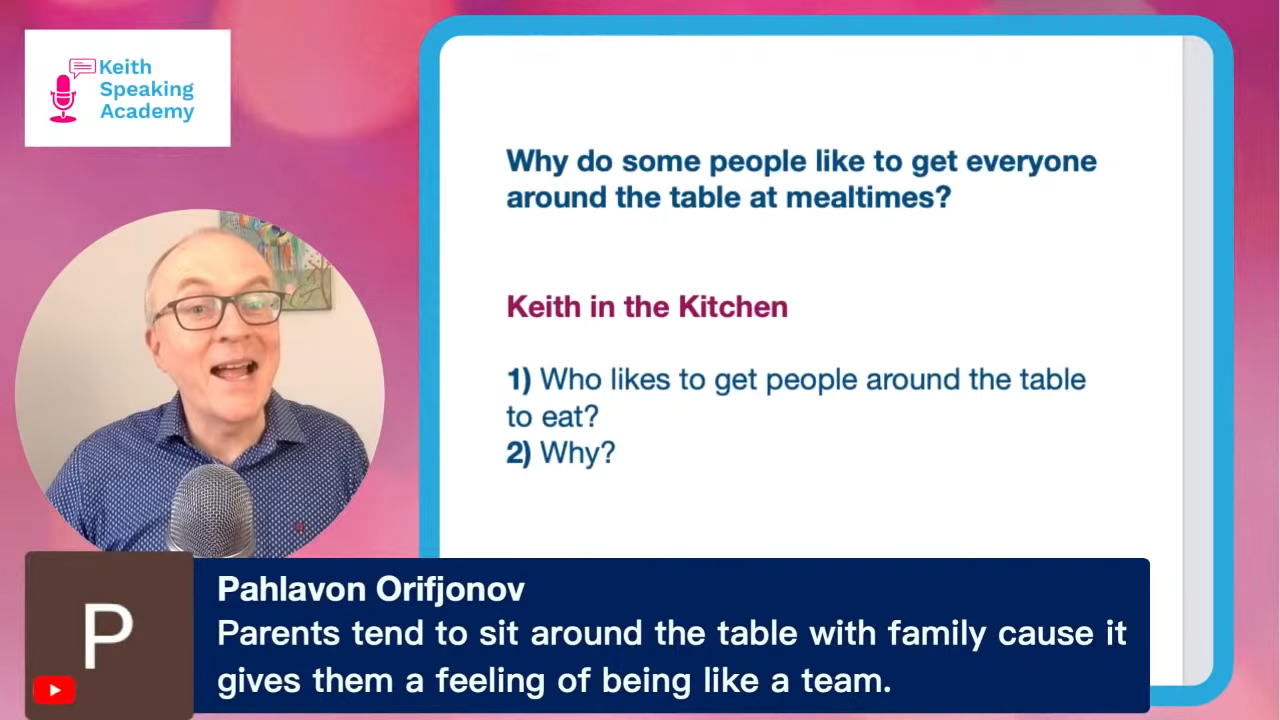 Keith
Speaking
Academy
Why do some people like to get everyone
around the table at mealtimes?
Keith in the Kitchen
1) Who likes to get people around the table
to eat?
2) Why?
P
Pahlavon Orifjonov
Parents tend to sit around the table with family cause it
gives them a feeling of being like a team.